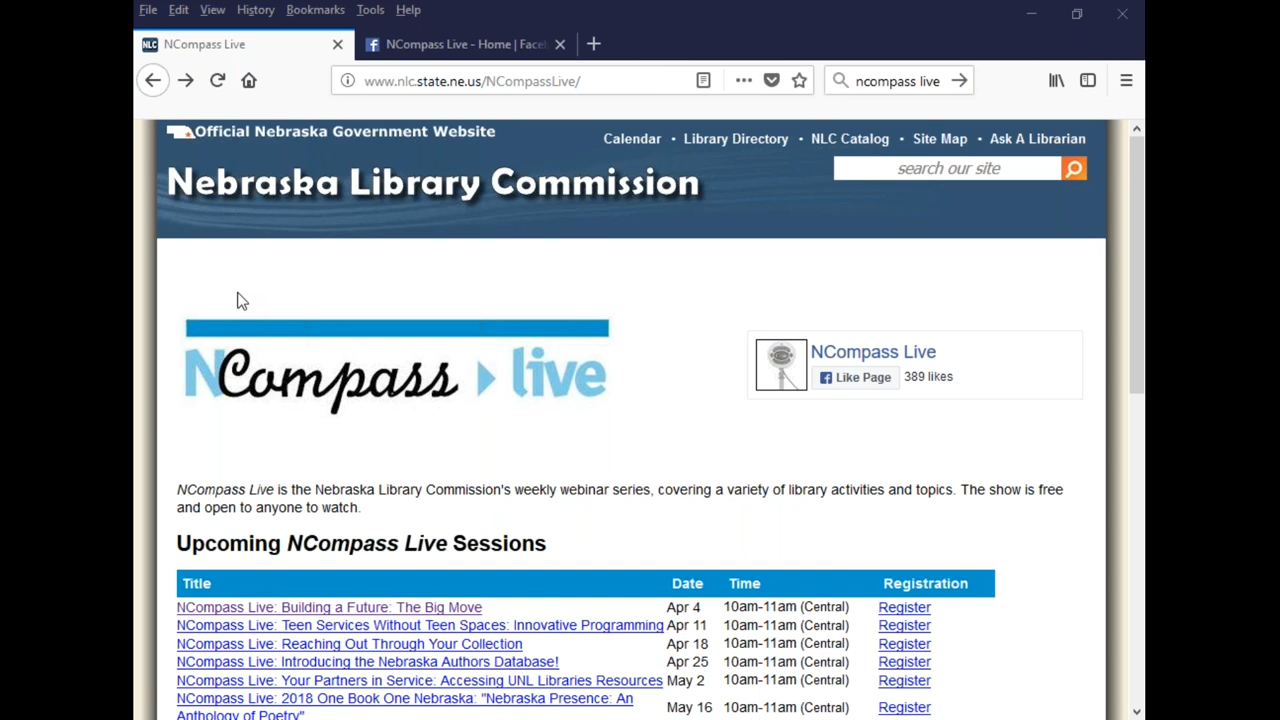 File Edit View History Bookmarks Tools Help
NLC NCompass Live NCompass Live - Home | Face
www.nlc.state.ne.us/NCompassLive/ ncompass live
Official Nebraska Government Website
Calendar • Library Directory • NLC Catalog • Site Map • Ask A Librarian
search our site
Nebraska Library Commission
NCompass live
NCompass Live
Like Page 389 likes
NCompass Live is the Nebraska Library Commission's weekly webinar series, covering a variety of library activities and topics. The show is free
and open to anyone to watch.
Upcoming NCompass Live Sessions
Title Date Time Registration
NCompass Live: Building a Future: The Big Move Apr 4 10am-11am (Central) Register
NCompass Live: Teen Services Without Teen Spaces: Innovative Programming Apr 11 10am-11am (Central) Register
NCompass Live: Reaching Out Through Your Collection Apr 18 10am-11am (Central) Register
NCompass Live: Introducing the Nebraska Authors Database! Apr 25 10am-11am (Central) Register
NCompass Live: Your Partners in Service: Accessing UNL Libraries Resources May 2 10am-11am (Central) Register
NCompass Live: 2018 One Book One Nebraska: "Nebraska Presence: An
Anthology of Poetry" May 16 10am-11am (Central) Register